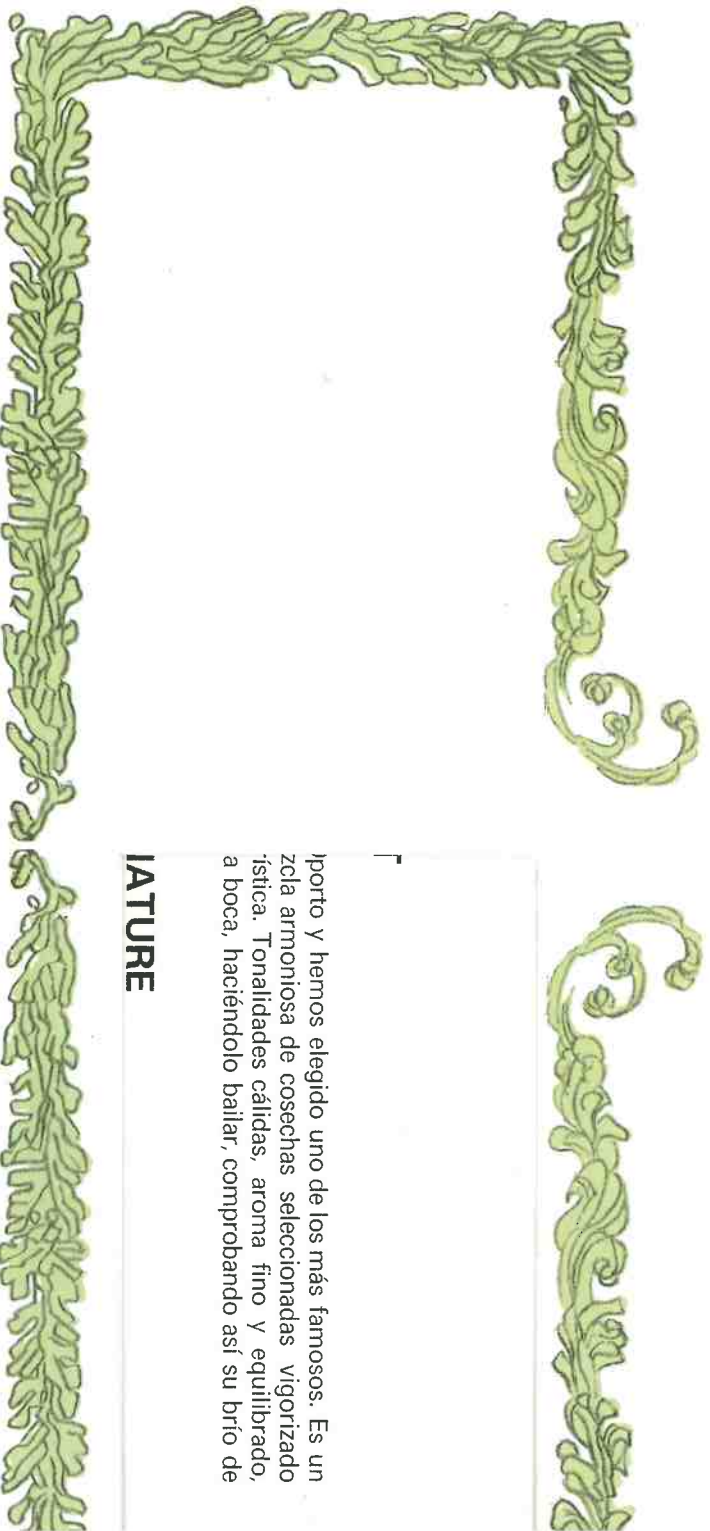 porto y hemos elegido uno de los más famosos. Es un
zcla armoniosa de cosechas seleccionadas vigorizado
ística. Tonalidades cálidas, aroma fino y equilibrado,
a boca, haciéndolo bailar, comprobando así su brío de
IATURE